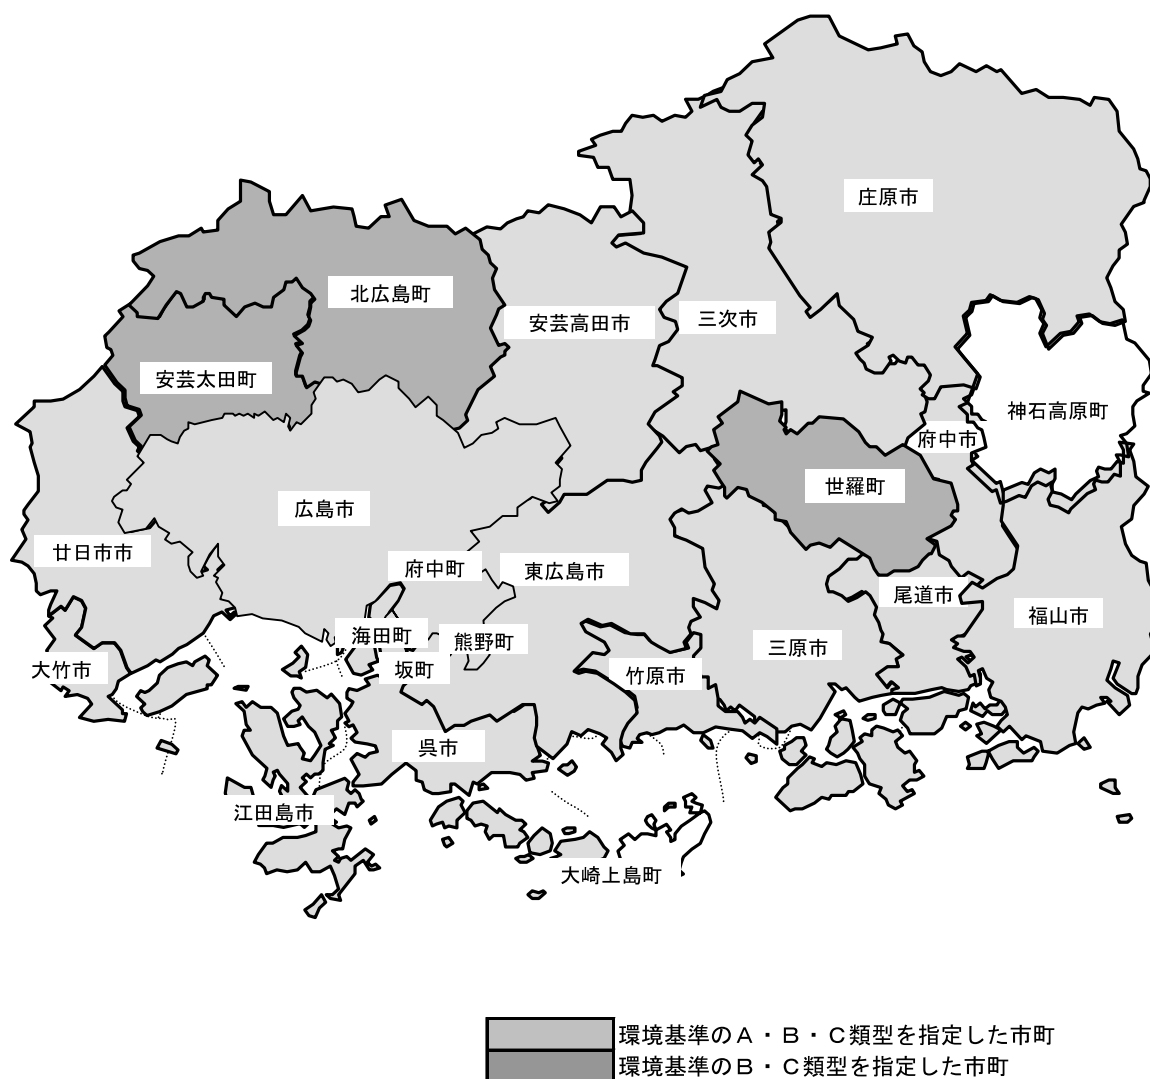 庄原市
北広島町
三次市
安芸高田市
安芸太田町
神石高原町
府中市
世羅町
広島市
廿日市市
府中町
東広島市
尾道市
福山市
海田町
熊野町
三原市
大竹市
坂町
竹原市
呉市
江田島市
大崎上島町
環境基準のA・B・C類型を指定した市町
環境基準のB・C類型を指定した市町